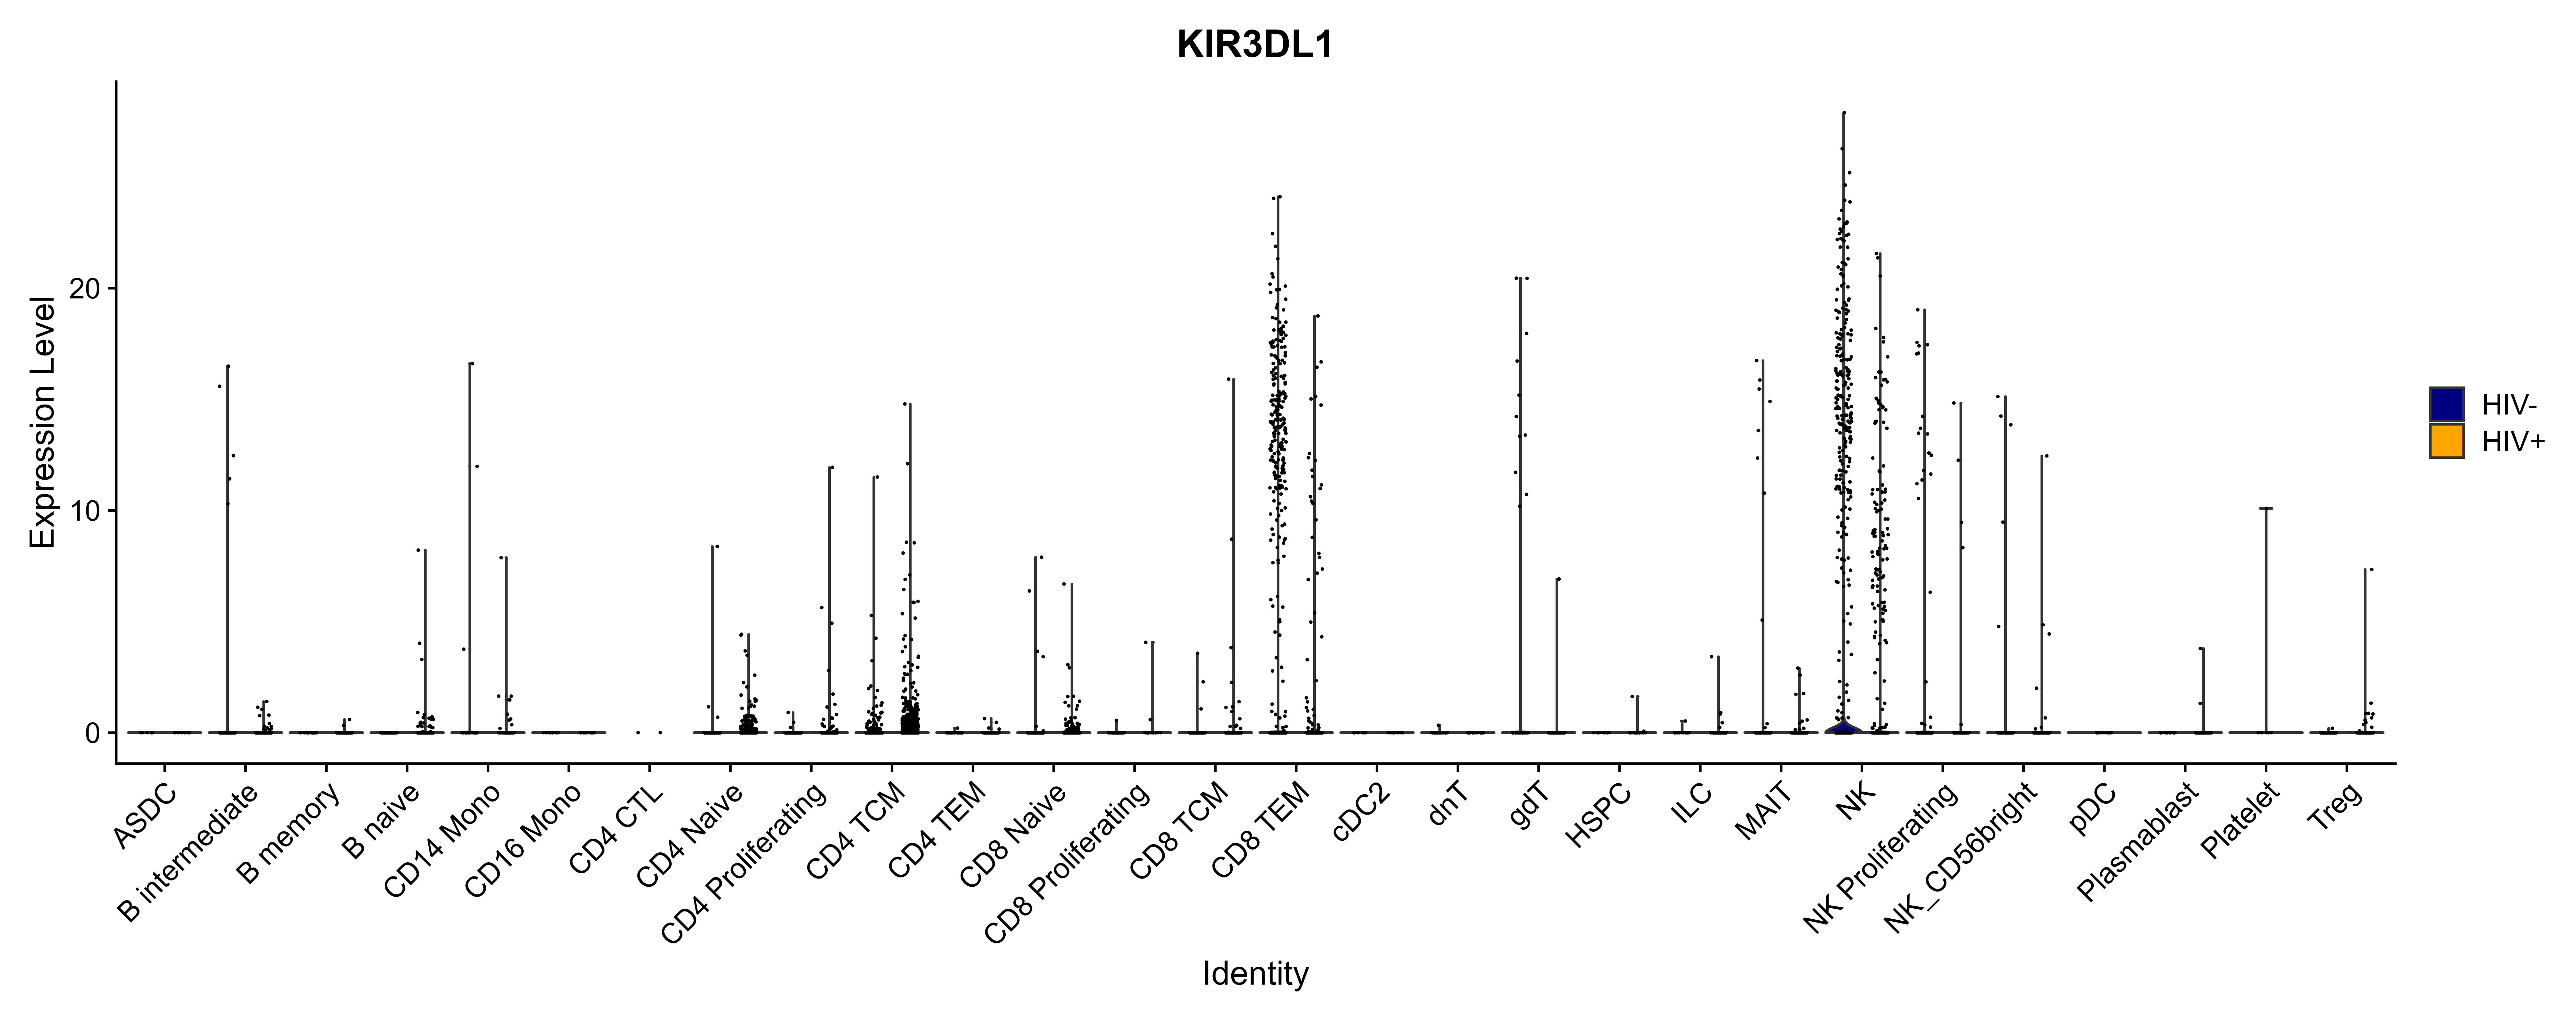 KIR3DL1
Expression Level
20
10
0
ASDC
B intermediate
B memory
B naive
CD14 Mono
CD16 Mono
CD4 CTL
CD4 Naive
CD4 Proliferating
CD4 TCM
CD4 TEM
CD8 Naive
CD8 Proliferating
CD8 TCM
CD8 TEM
cDC2
dnT
gdT
HSPC
ILC
MAIT
NK
NK Proliferating
NK_CD56bright
pDC
Plasmablast
Platelet
Treg
Identity
HIV-
HIV+